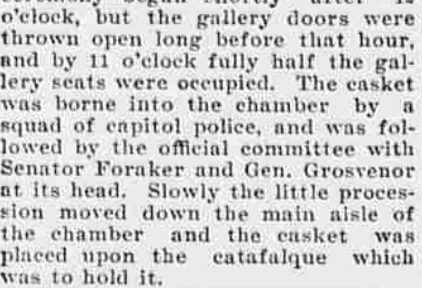 o'clock, but the gallery doors were
thrown open long before that hour,
and by 11 o'clock fully half the gal-
lery seats were occupied. The casket
was borne into the chamber by a
squad of capitol police, and was fol-
lowed by the official committee with
Senator Foraker and Gen. Grosvenor
at its head. Slowly the little proces-
sion moved down the main aisle of
the chamber and the casket was
placed upon the catafalque which
was to hold it.